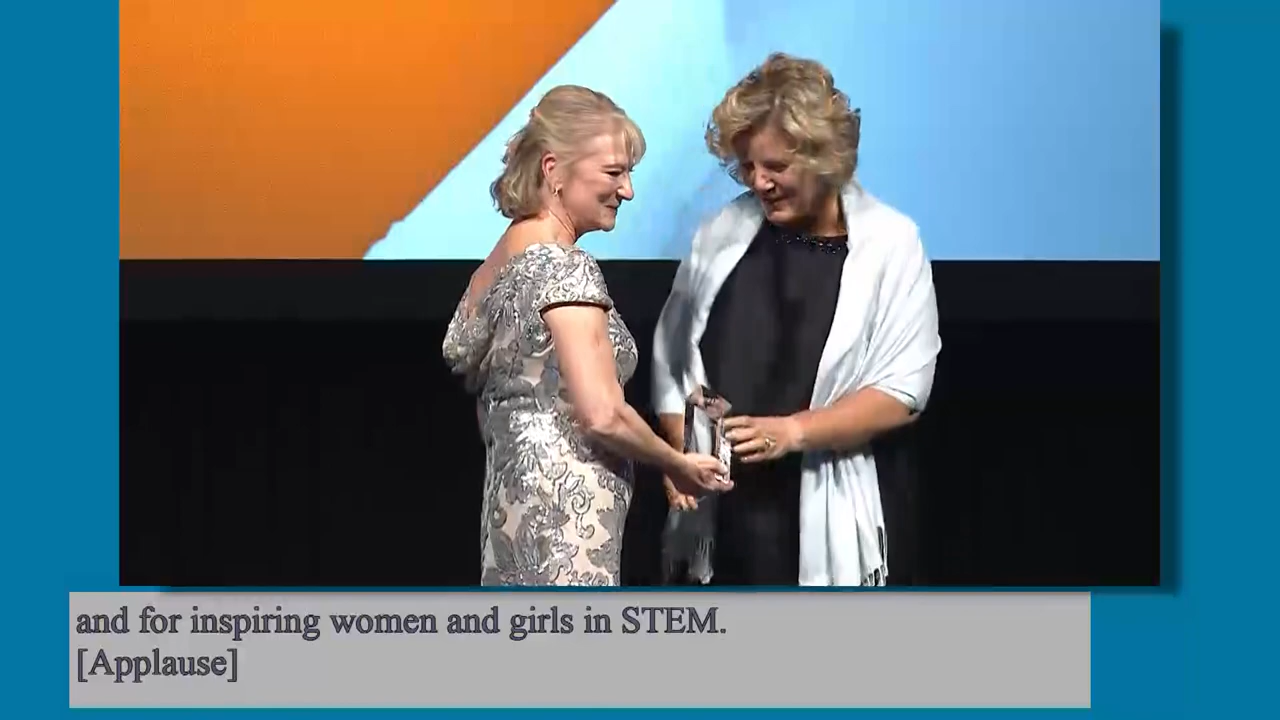 and for inspiring women and girls in STEM.
[Applause]